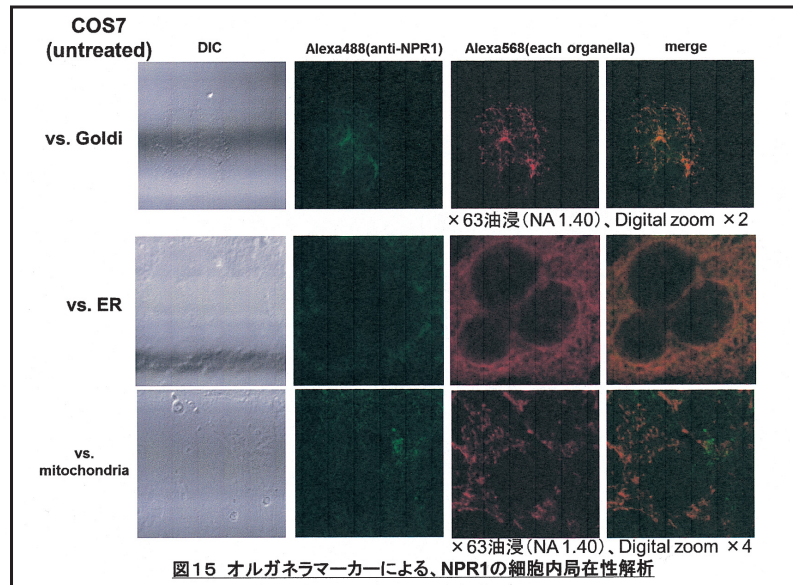 COS7
(untreated)
DIC
Alexa488(anti-NPR1)
Alexa568(each organella)
merge
vs. Goldi
×63油浸(NA 1.40)、Digital zoom ×2
vs. ER
vs.
mitochondria
×63油浸(NA 1.40)、Digital zoom ×4
図15 オルガネラマーカーによる、NPR1の細胞内局在性解析